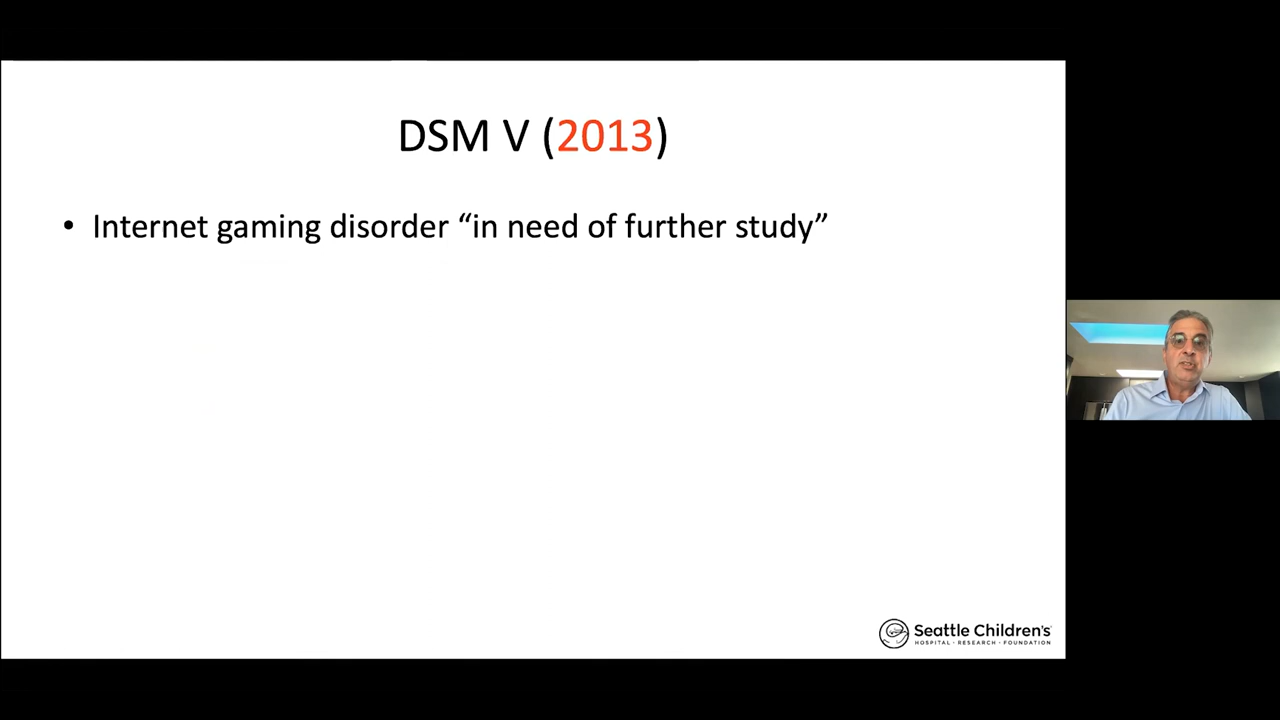 DSM V (2013)
• Internet gaming disorder “in need of further study”
Seattle Children's
HOSPITAL • RESEARCH • FOUNDATION